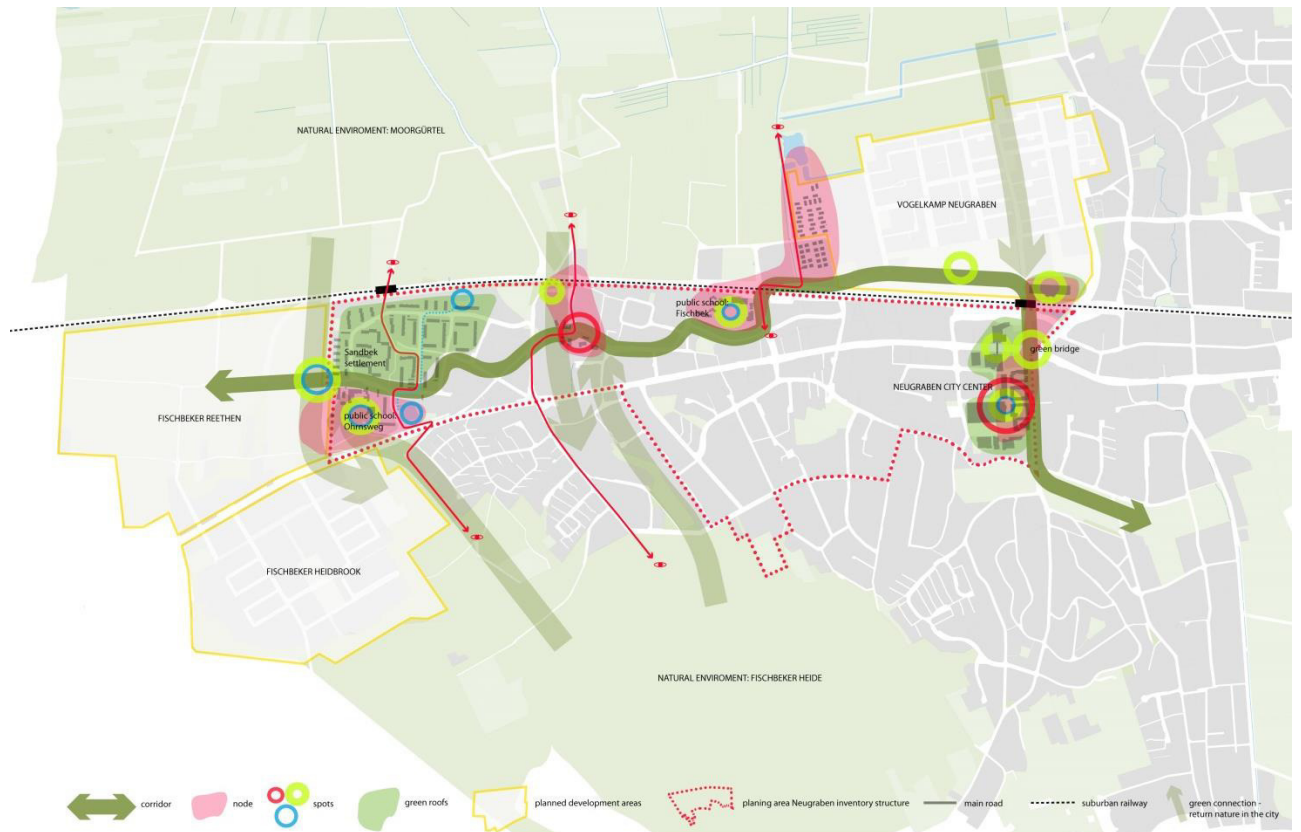 NATURAL ENVIROMENT: MOORGÜRTEL
VOGELKAMP NEUGRABEN
public school:
Fischbek
Sandbek
settlement
green bridge
NEUGRABEN CITY CENTER
FISCHBEKER REETHEN
public school:
Ohrnsweg
FISCHBEKER HEIDBROOK
NATURAL ENVIROMENT: FISCHBEKER HEIDE
corridor
node
spots
green roofs
planned development areas
planing area Neugraben inventory structure
main road
suburban railway
green connection -
return nature in the city